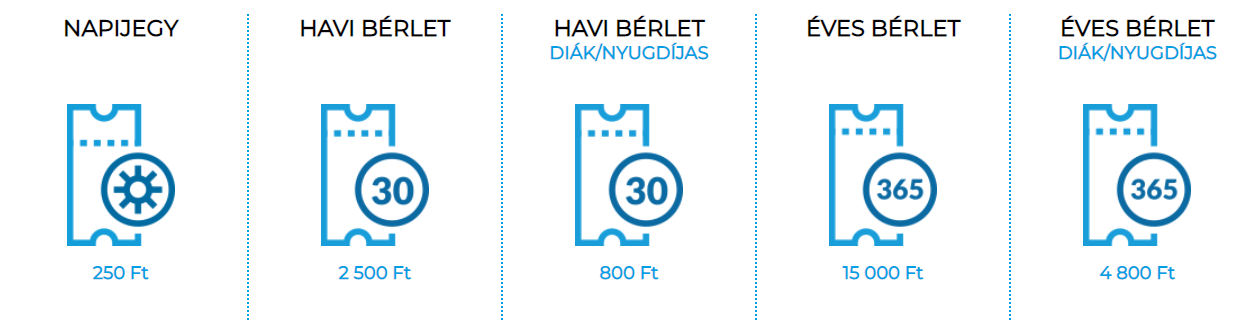 NAPIJEGY
250 Ft
HAVI BÉRLET
30
2 500 Ft
HAVI BÉRLET
DIÁK/NYUGDÍJAS
30
800 Ft
ÉVES BÉRLET
365
15 000 Ft
ÉVES BÉRLET
DIÁK/NYUGDÍJAS
365
4 800 Ft